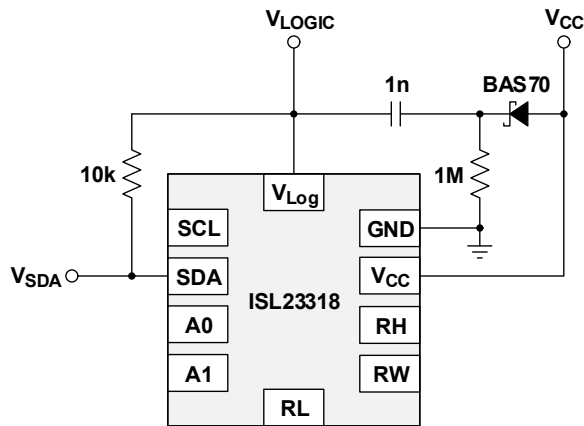 VLOGIC
VCC
1n
BAS70
10k
1M
VLog
SCL
GND
VSDA
SDA
VCC
ISL23318
A0
RH
A1
RW
RL